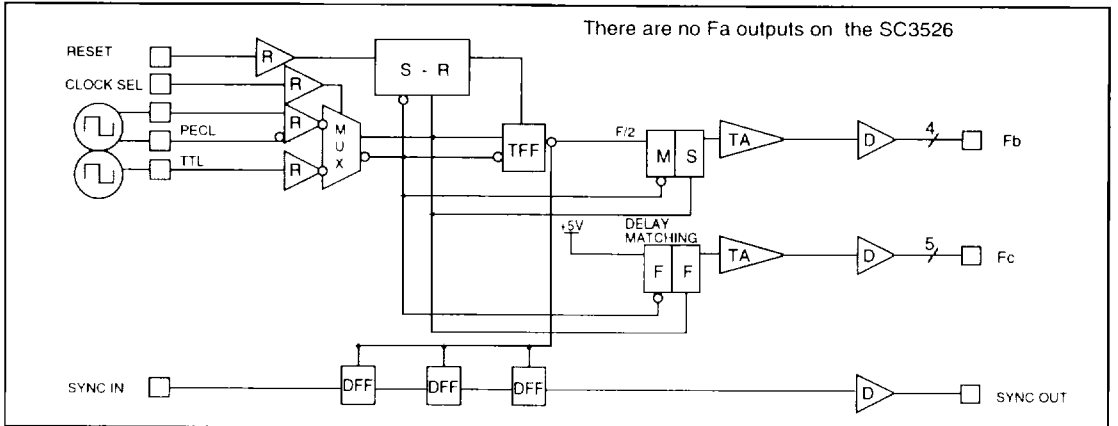 There are no Fa outputs on the SC3526
RESET
R
S - R
CLOCK SEL
R
PECL
R
MUX
TTL
R
TFF
F/2
M S
TA
D
4
Fb
+5V
DELAY
MATCHING
F F
TA
D
5
Fc
SYNC IN
DFF
DFF
DFF
D
SYNC OUT